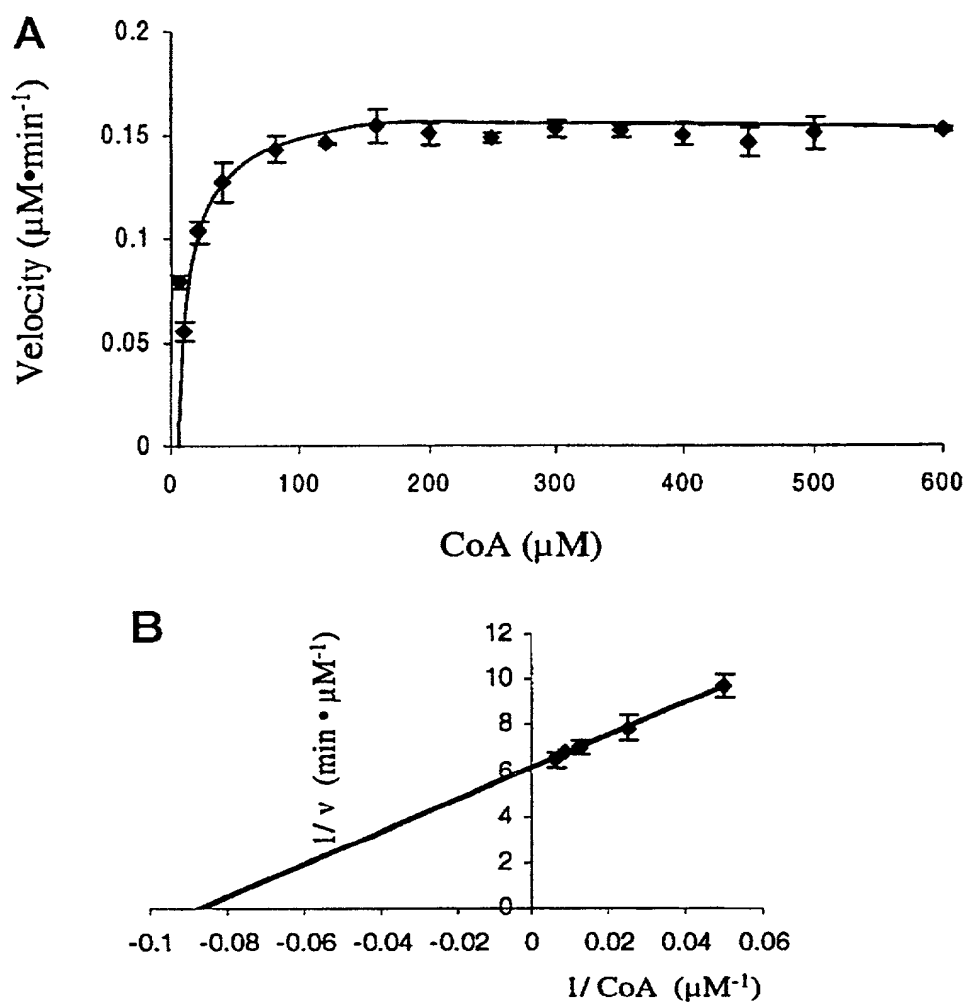 A
Velocity (µM•min⁻¹)
0.2
0.15
0.1
0.05
0
0 100 200 300 400 500 600
CoA (µM)
B
1/ v (min • µM⁻¹)
12
10
8
6
4
2
0
-0.1 -0.08 -0.06 -0.04 -0.02 0 0.02 0.04 0.06
1/ CoA (µM⁻¹)